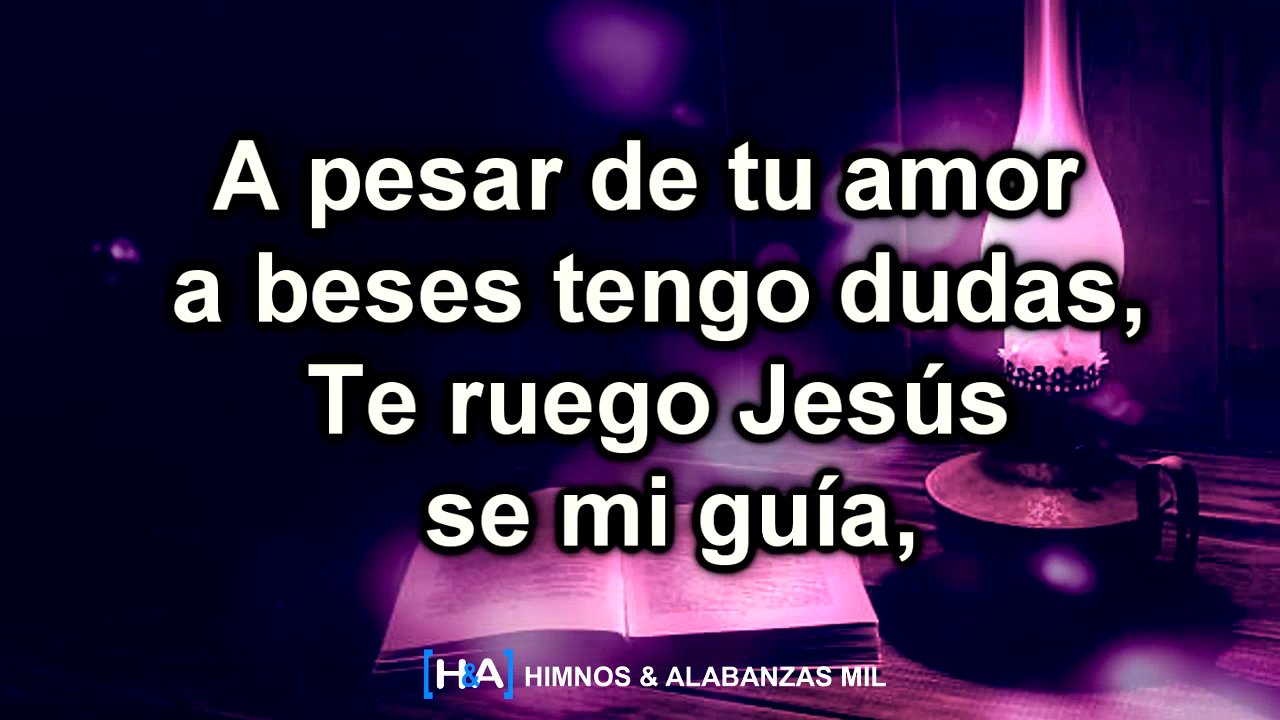 A pesar de tu amor
a beses tengo dudas,
Te ruego Jesús
se mi guía,
[H&A] HIMNOS & ALABANZAS MIL